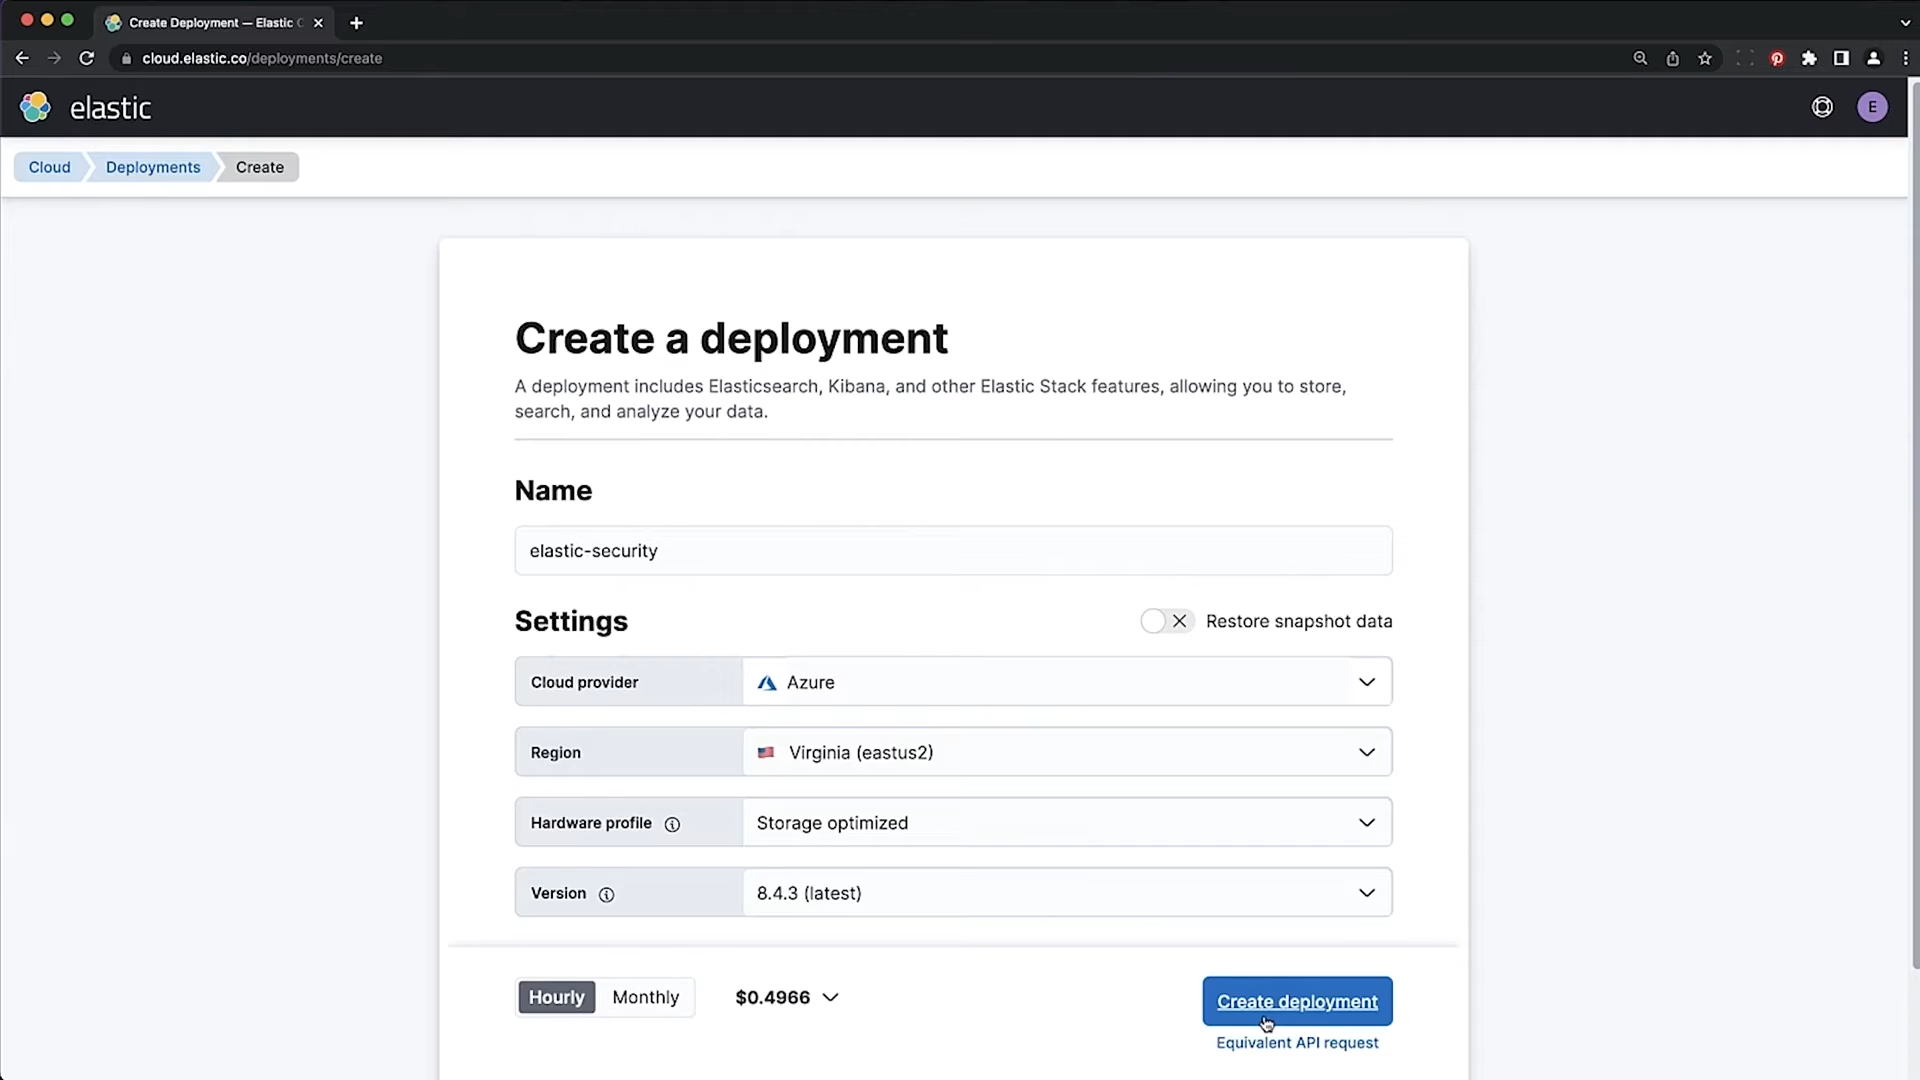 Create Deployment — Elastic C
cloud.elastic.co/deployments/create
elastic
E
Cloud
Deployments
Create
Create a deployment
A deployment includes Elasticsearch, Kibana, and other Elastic Stack features, allowing you to store,
search, and analyze your data.
Name
elastic-security
Settings
Restore snapshot data
Cloud provider
Azure
Region
Virginia (eastus2)
Hardware profile
Storage optimized
Version
8.4.3 (latest)
Hourly
Monthly
$0.4966
Create deployment
Equivalent API request